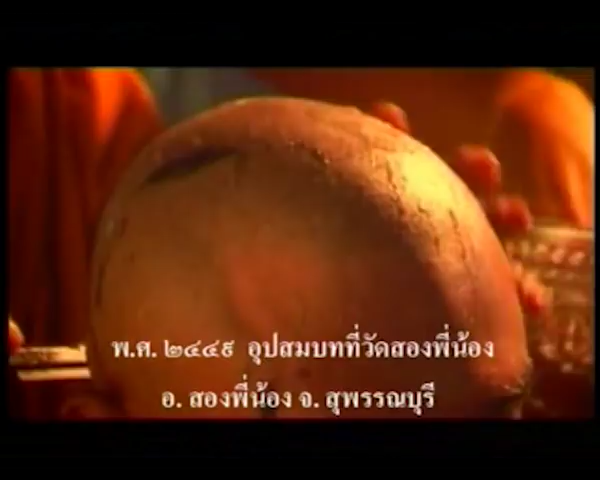 พ.ศ. ๒๔๔๙ อุปสมบทที่วัดสองพี่น้อง
อ. สองพี่น้อง จ. สุพรรณบุรี